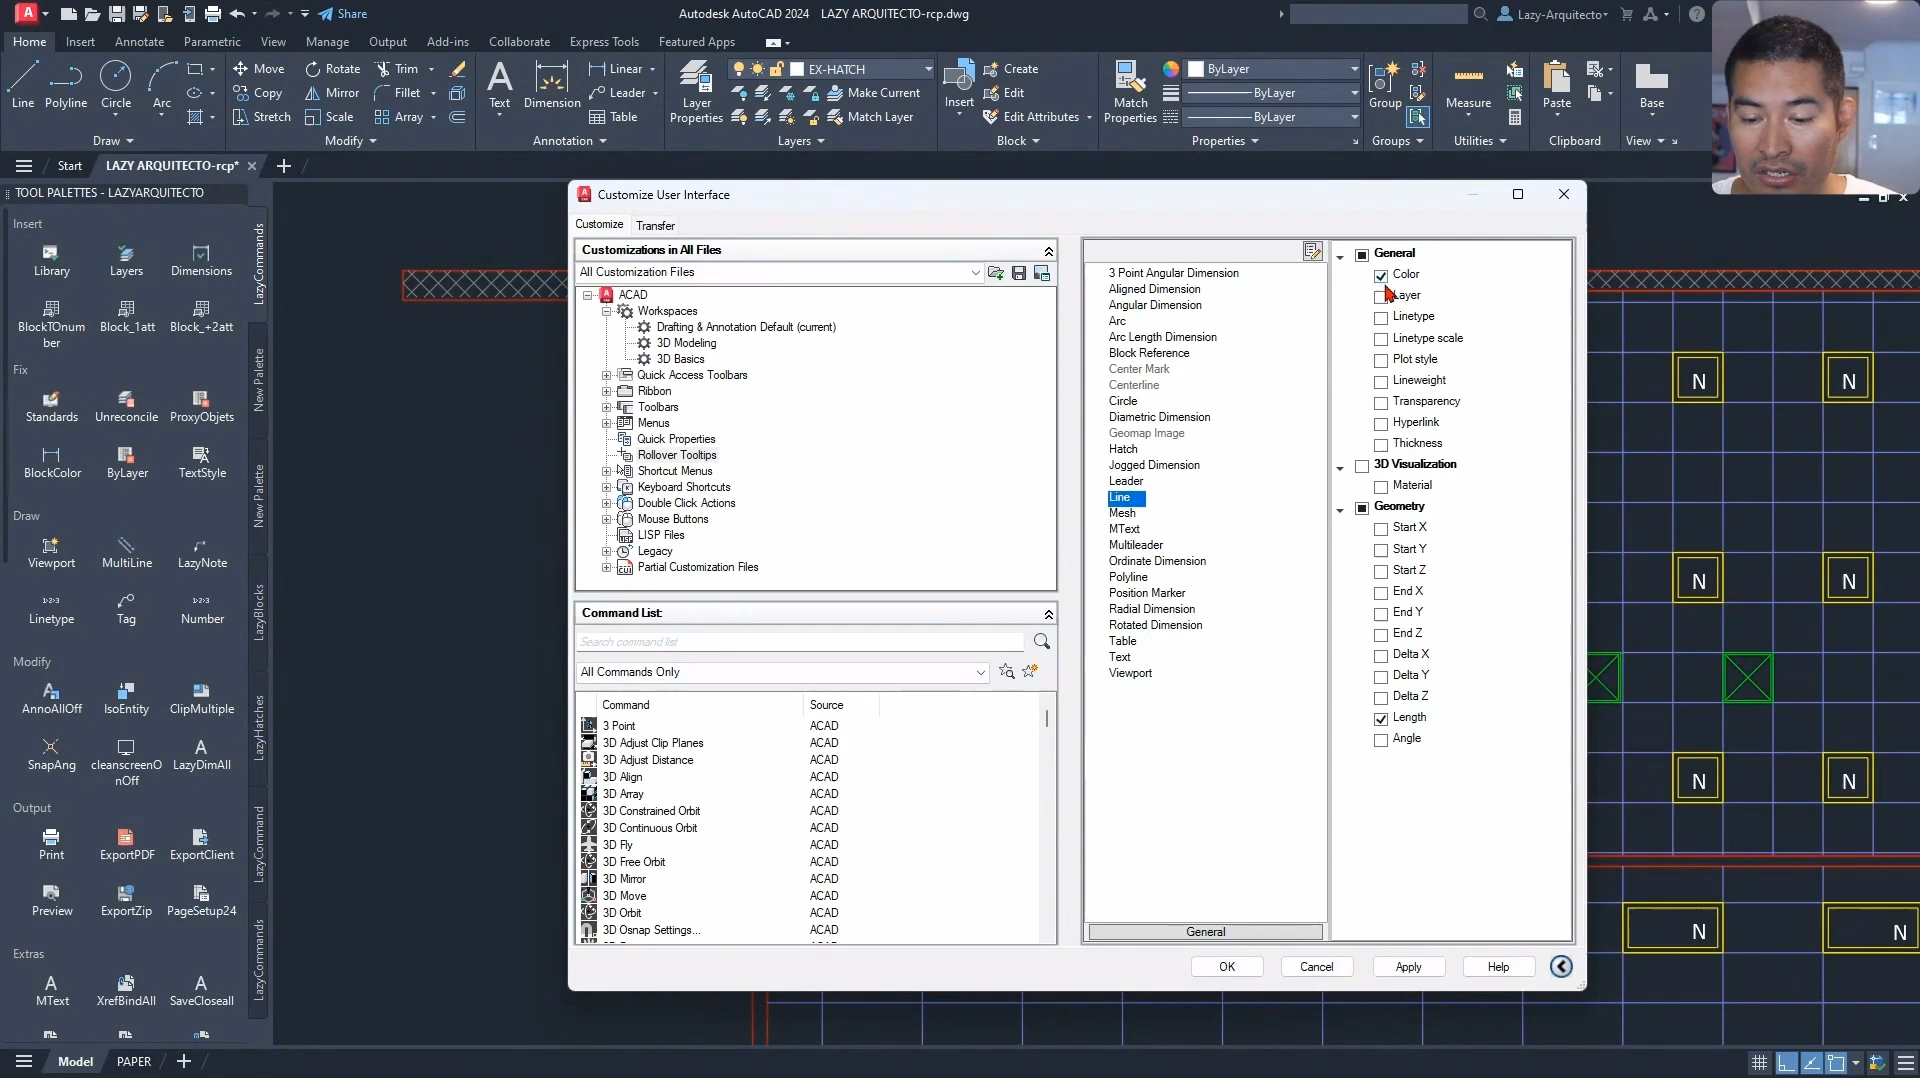 Share
Autodesk AutoCAD 2024 LAZY ARQUITECTO-rcp.dwg
Lazy-Arquitecto
Home Insert Annotate Parametric View Manage Output Add-ins Collaborate Express Tools Featured Apps
Line Polyline Circle Arc
Draw
Move Rotate Trim
Copy Mirror Fillet
Stretch Scale Array
Modify
Text Dimension
Linear
Leader
Table
Annotation
Layer Properties
EX-HATCH
Make Current
Match Layer
Layers
Insert
Create
Edit
Edit Attributes
Block
Match Properties
ByLayer
ByLayer
ByLayer
Properties
Group
Groups
Measure
Utilities
Paste
Clipboard
Base
View
Start LAZY ARQUITECTO-rcp*
TOOL PALETTES - LAZYARQUITECTO
Insert
Library Layers Dimensions
BlockTOnum
ber
Block_1att Block_+2att
Fix
Standards Unreconcile ProxyObjets
BlockColor ByLayer TextStyle
Draw
Viewport MultiLine LazyNote
Linetype Tag Number
Modify
AnnoAllOff IsoEntity ClipMultiple
SnapAng cleanscreenO
nOff
LazyDimAll
Output
Print ExportPDF ExportClient
Preview ExportZip PageSetup24
Extras
MText XrefBindAll SaveCloseall
LazyCommands
New Palette
New Palette
LazyBlocks
LazyHatches
LazyCommand
LazyCommands
Customize User Interface
Customize Transfer
Customizations in All Files
All Customization Files
ACAD
Workspaces
Drafting & Annotation Default (current)
3D Modeling
3D Basics
Quick Access Toolbars
Ribbon
Toolbars
Menus
Quick Properties
Rollover Tooltips
Shortcut Menus
Keyboard Shortcuts
Double Click Actions
Mouse Buttons
LISP Files
Legacy
Partial Customization Files
Command List:
Search command list
All Commands Only
Command Source
3 Point ACAD
3D Adjust Clip Planes ACAD
3D Adjust Distance ACAD
3D Align ACAD
3D Array ACAD
3D Constrained Orbit ACAD
3D Continuous Orbit ACAD
3D Fly ACAD
3D Free Orbit ACAD
3D Mirror ACAD
3D Move ACAD
3D Orbit ACAD
3D Osnap Settings... ACAD
3 Point Angular Dimension
Aligned Dimension
Angular Dimension
Arc
Arc Length Dimension
Block Reference
Center Mark
Centerline
Circle
Diametric Dimension
Geomap Image
Hatch
Jogged Dimension
Leader
Line
Mesh
MText
Multileader
Ordinate Dimension
Polyline
Position Marker
Radial Dimension
Rotated Dimension
Table
Text
Viewport
General
General
Color
Layer
Linetype
Linetype scale
Plot style
Lineweight
Transparency
Hyperlink
Thickness
3D Visualization
Material
Geometry
Start X
Start Y
Start Z
End X
End Y
End Z
Delta X
Delta Y
Delta Z
Length
Angle
OK Cancel Apply Help
N N
N N
N N
N N
Model PAPER